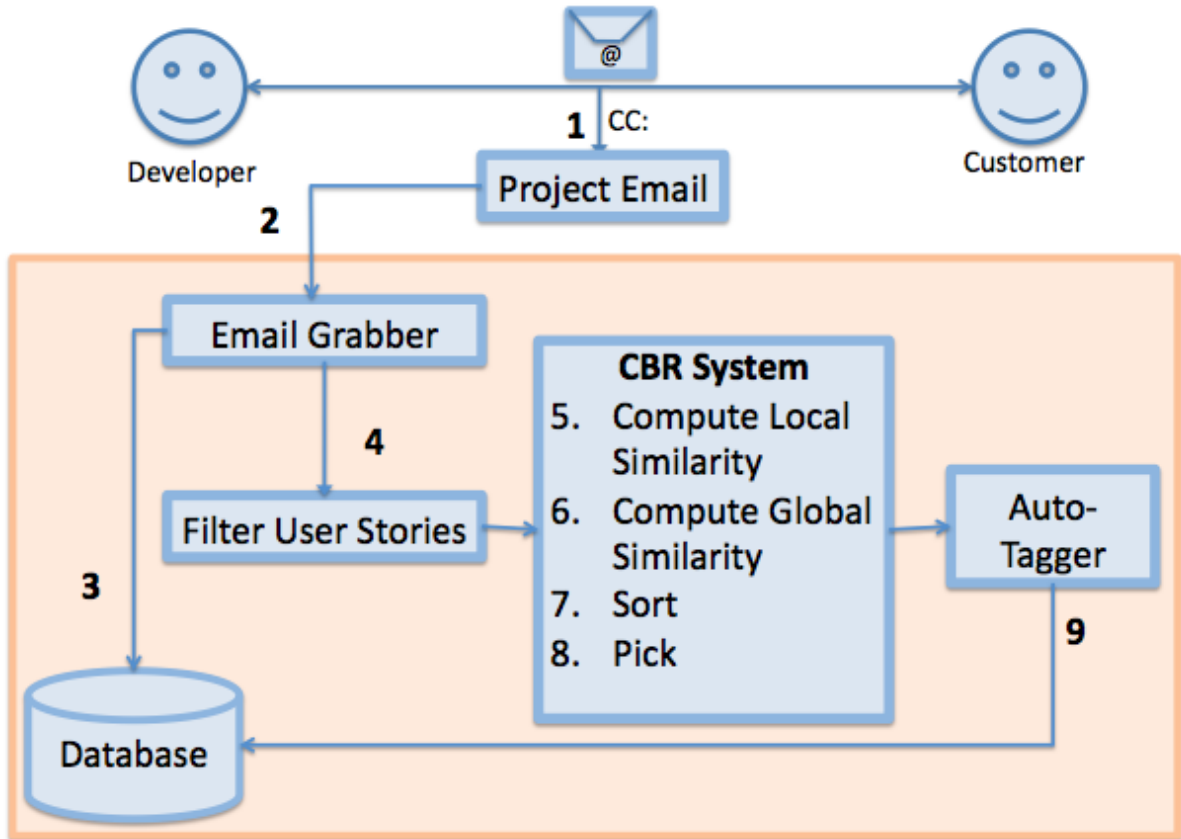 @
1 CC:
Developer
Customer
Project Email
2
Email Grabber
CBR System
5. Compute Local
Similarity
4
Filter User Stories
6. Compute Global
Similarity
Auto-
Tagger
3
7. Sort
9
8. Pick
Database